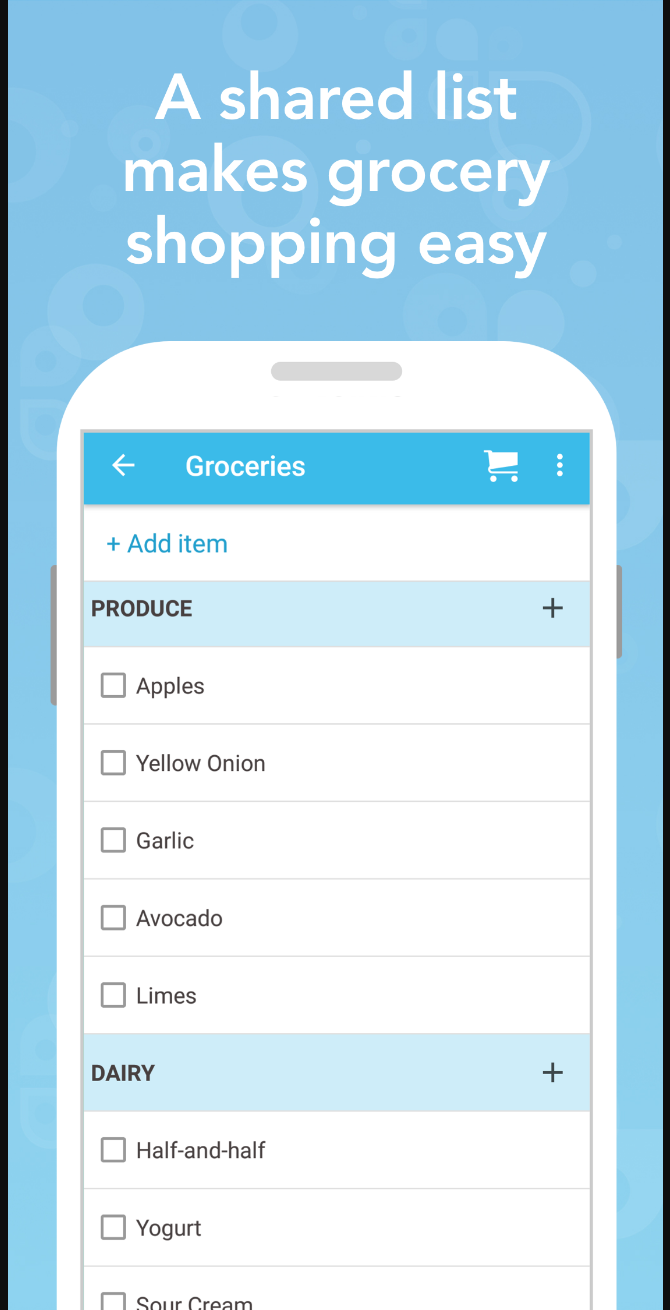 A shared list
makes grocery
shopping easy
Groceries
+ Add item
PRODUCE
Apples
Yellow Onion
Garlic
Avocado
Limes
DAIRY
Half-and-half
Yogurt
Sour Cream